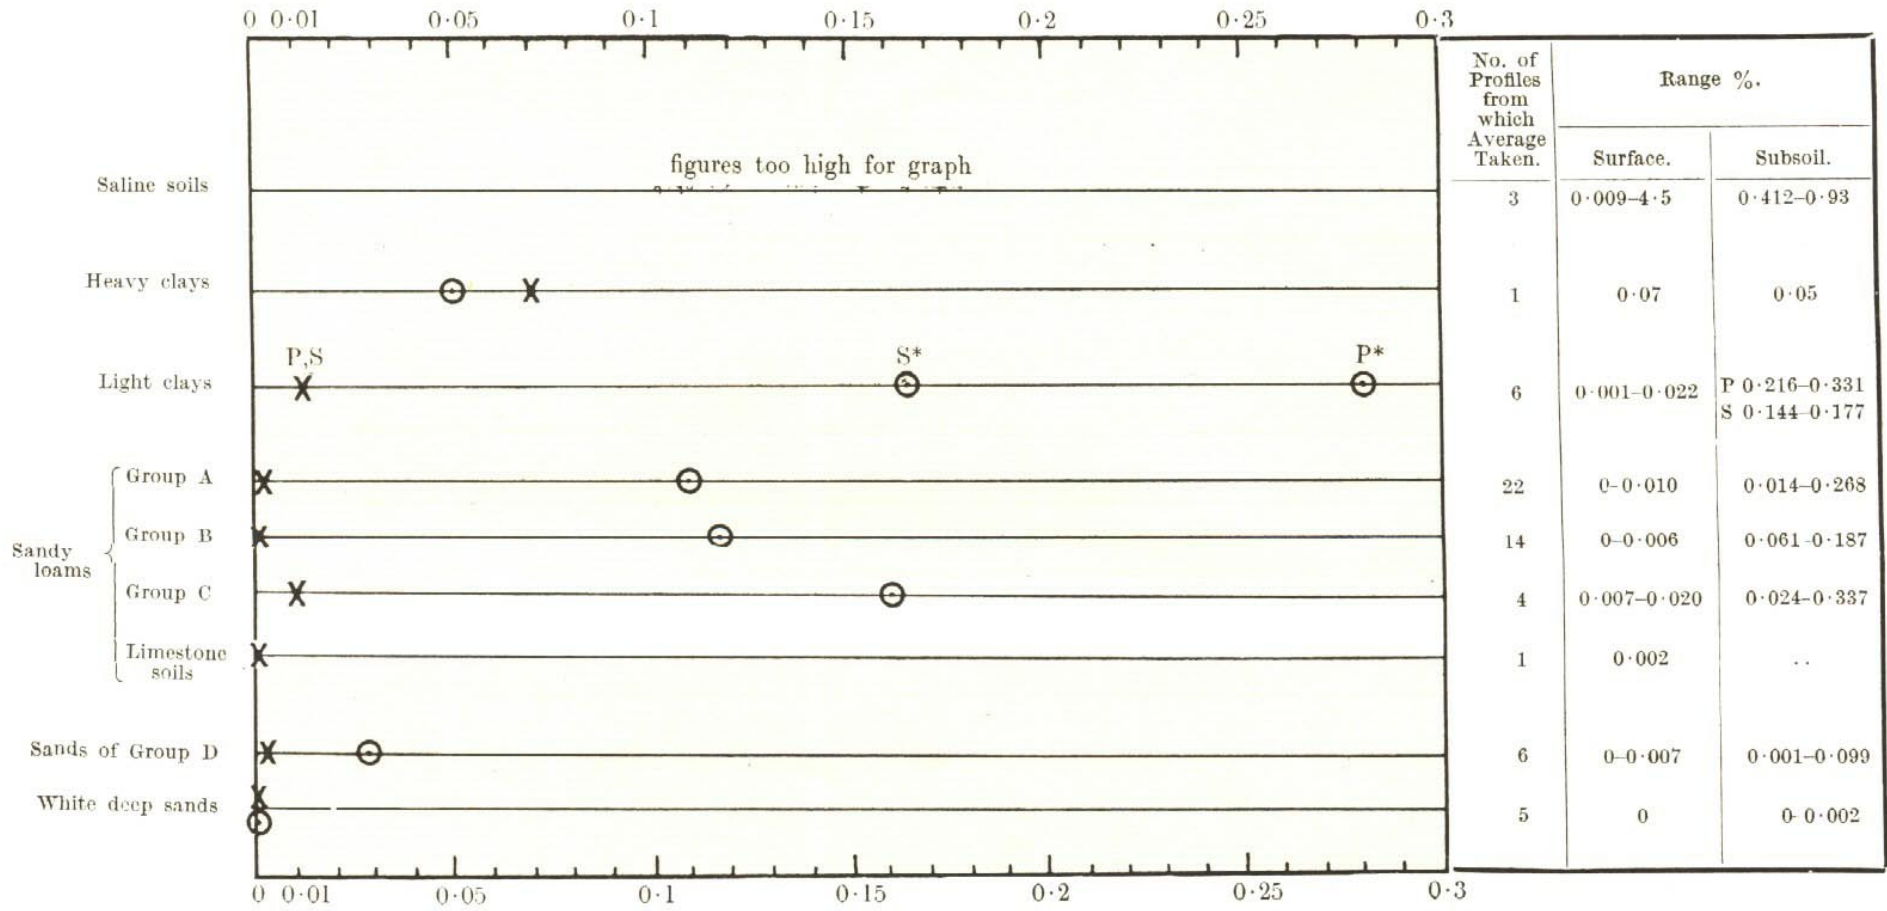 0 0·01 0·05 0·1 0·15 0·2 0·25 0·3
No. of
Profiles
from
which
Average
Taken.
Range %.
Surface. Subsoil.
figures too high for graph
Saline soils 3 0·009–4·5 0·412–0·93
Heavy clays 1 0·07 0·05
P,S S* P*
Light clays 6 0·001–0·022 P 0·216–0·331
S 0·144–0·177
Sandy
loams
Group A 22 0–0·010 0·014–0·268
Group B 14 0–0·006 0·061–0·187
Group C 4 0·007–0·020 0·024–0·337
Limestone
soils 1 0·002 ..
Sands of Group D 6 0–0·007 0·001–0·099
White deep sands 5 0 0–0·002
0 0·01 0·05 0·1 0·15 0·2 0·25 0·3